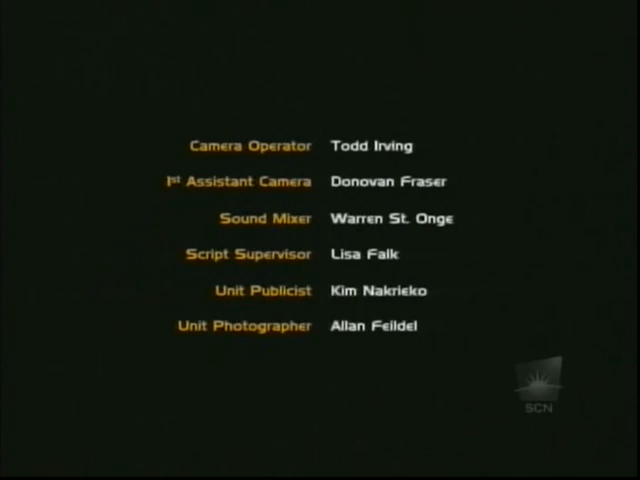 Camera Operator Todd Irving
1st Assistant Camera Donovan Fraser
Sound Mixer Warren St. Onge
Script Supervisor Lisa Falk
Unit Publicist Kim Nakrieko
Unit Photographer Allan Feildel
SCN